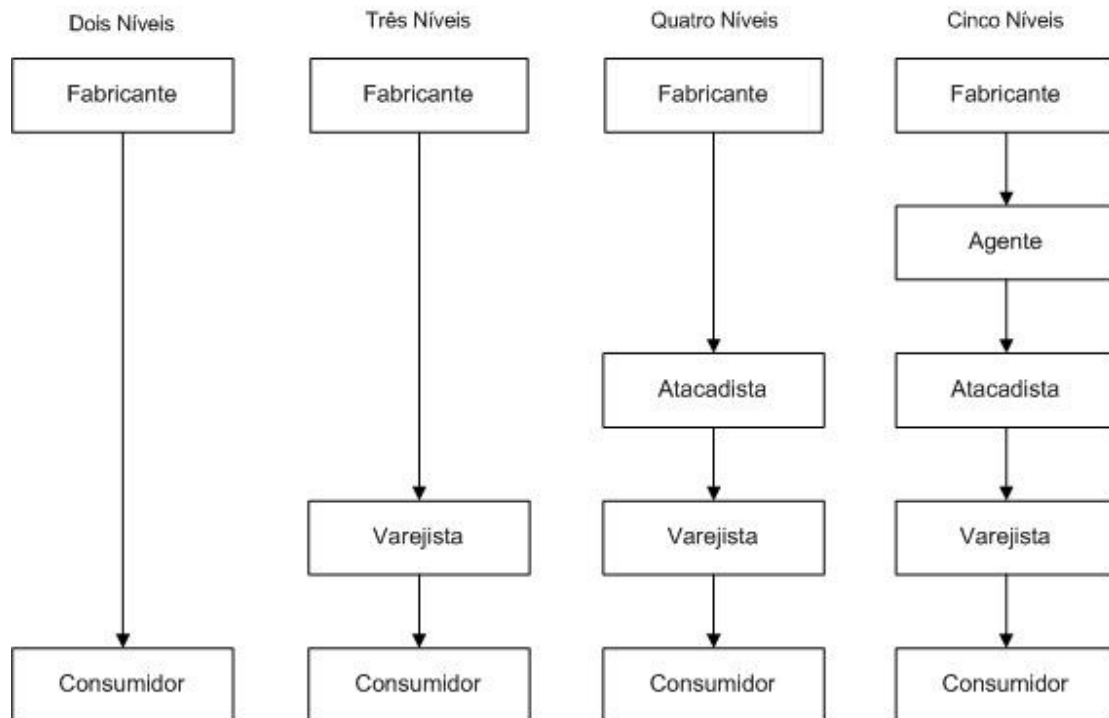 Dois Níveis
Três Níveis
Quatro Níveis
Cinco Níveis
Fabricante
Fabricante
Fabricante
Fabricante
Agente
Atacadista
Atacadista
Varejista
Varejista
Varejista
Consumidor
Consumidor
Consumidor
Consumidor